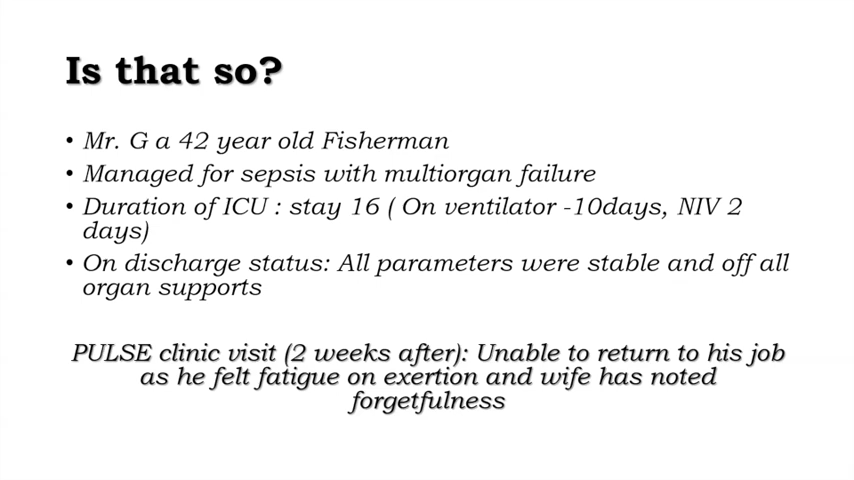 Is that so?
• Mr. G a 42 year old Fisherman
• Managed for sepsis with multiorgan failure
• Duration of ICU : stay 16 ( On ventilator -10days, NIV 2
days)
• On discharge status: All parameters were stable and off all
organ supports
PULSE clinic visit (2 weeks after): Unable to return to his job
as he felt fatigue on exertion and wife has noted
forgetfulness